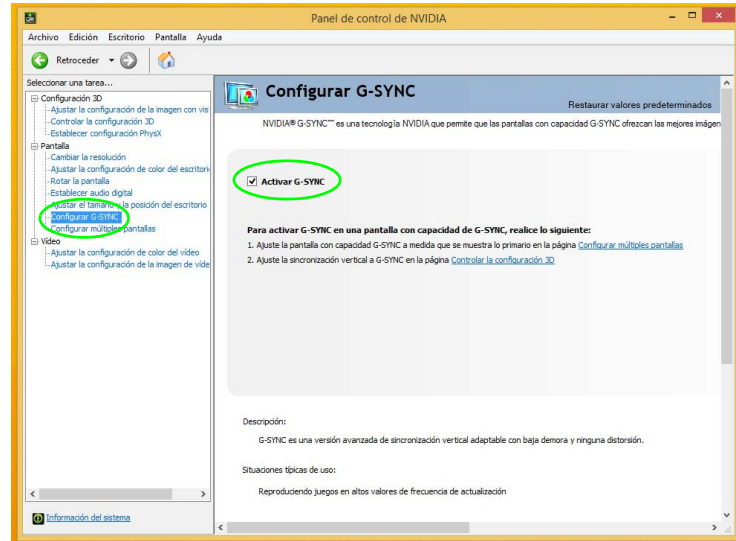 Panel de control de NVIDIA
Archivo Edición Escritorio Pantalla Ayuda
Retroceder
Seleccionar una tarea...
Configuración 3D
Ajustar la configuración de la imagen con vis
Controlar la configuración 3D
Establecer configuración PhysX
Pantalla
Cambiar la resolución
Ajustar la configuración de color del escritori
Rotar la pantalla
Establecer audio digital
Ajustar el tamaño y la posición del escritorio
Configurar G-SYNC
Configurar múltiples pantallas
Vídeo
Ajustar la configuración de color del vídeo
Ajustar la configuración de la imagen de víde
Información del sistema
Configurar G-SYNC
Restaurar valores predeterminados
NVIDIA® G-SYNC™ es una tecnología NVIDIA que permite que las pantallas con capacidad G-SYNC ofrezcan las mejores imágen
Activar G-SYNC
Para activar G-SYNC en una pantalla con capacidad de G-SYNC, realice lo siguiente:
1. Ajuste la pantalla con capacidad G-SYNC a medida que se muestra lo primario en la página Configurar múltiples pantallas
2. Ajuste la sincronización vertical a G-SYNC en la página Controlar la configuración 3D
Descripción:
G-SYNC es una versión avanzada de sincronización vertical adaptable con baja demora y ninguna distorsión.
Situaciones típicas de uso:
Reproduciendo juegos en altos valores de frecuencia de actualización